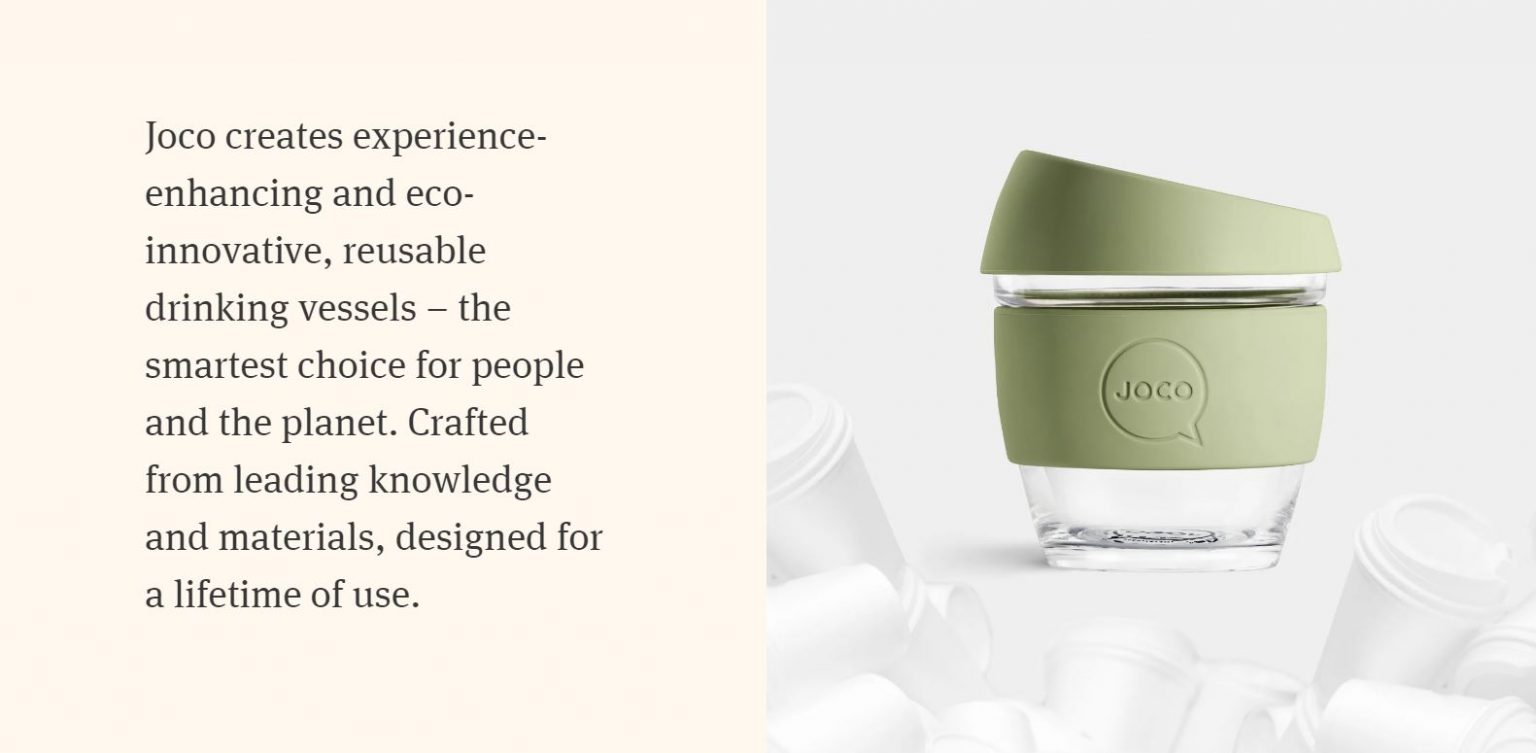 Joco creates experience-
enhancing and eco-
innovative, reusable
drinking vessels – the
smartest choice for people
and the planet. Crafted
from leading knowledge
and materials, designed for
a lifetime of use.
JOCO